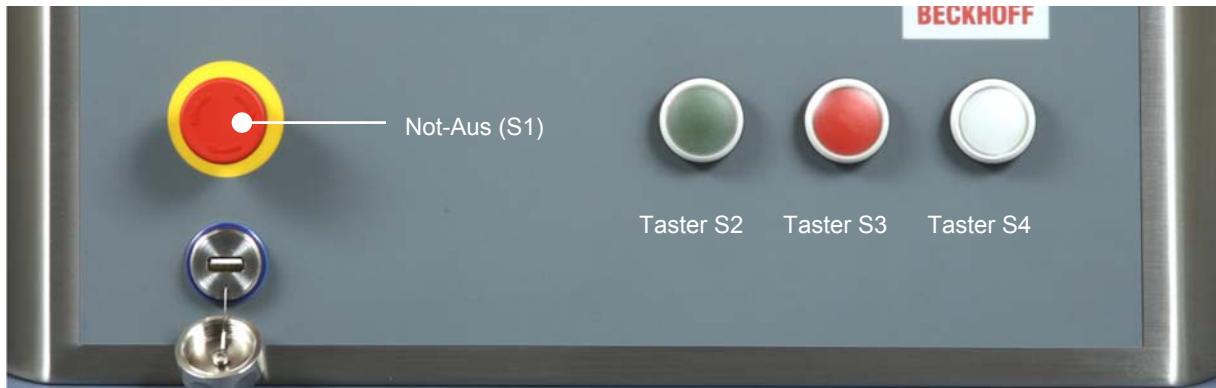 BECKHOFF
Not-Aus (S1)
Taster S2
Taster S3
Taster S4